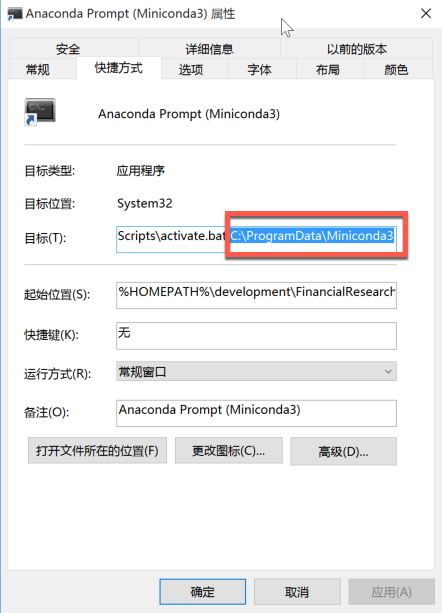 Anaconda Prompt (Miniconda3) 属性
安全 详细信息 以前的版本
常规 快捷方式 选项 字体 布局 颜色
Anaconda Prompt (Miniconda3)
目标类型: 应用程序
目标位置: System32
目标(T): Scripts\activate.bat C:\ProgramData\Miniconda3
起始位置(S): %HOMEPATH%\development\FinancialResearch
快捷键(K): 无
运行方式(R): 常规窗口
备注(O): Anaconda Prompt (Miniconda3)
打开文件所在的位置(F) 更改图标(C)... 高级(D)...
确定 取消 应用(A)